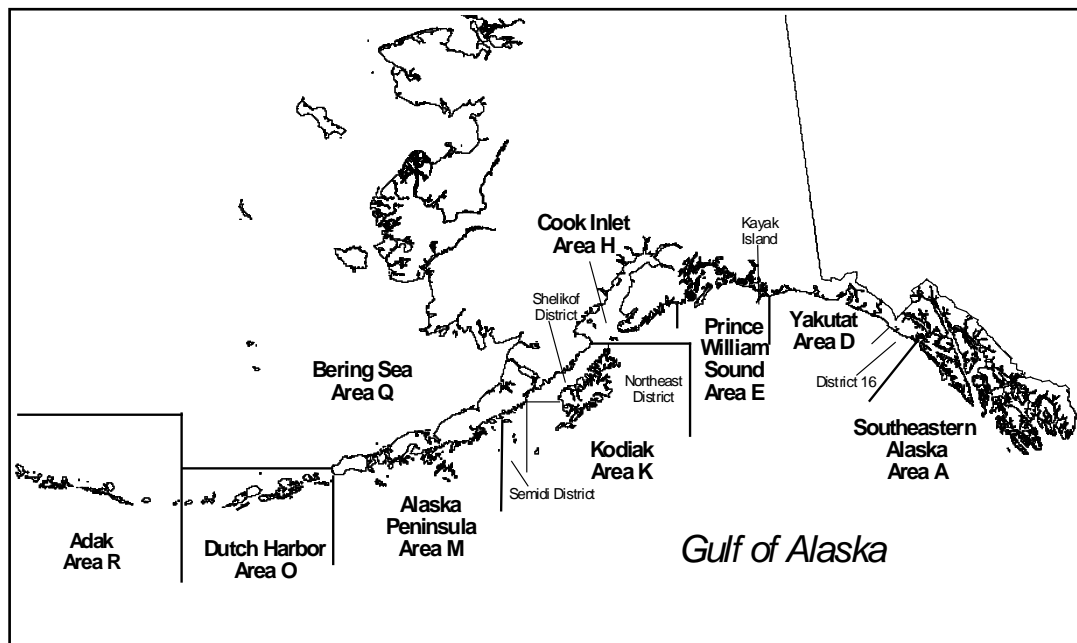 Cook Inlet
Area H
Kayak
Island
Shelikof
District
Prince
William
Sound
Area E
Yakutat
Area D
District 16
Bering Sea
Area Q
Northeast
District
Southeastern
Alaska
Area A
Kodiak
Area K
Semidi District
Alaska
Peninsula
Area M
Adak
Area R
Dutch Harbor
Area O
Gulf of Alaska